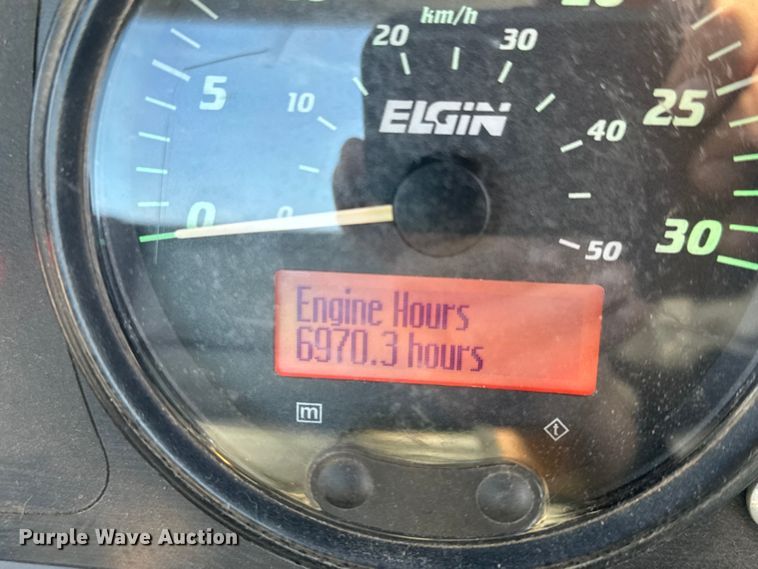 km/h
20
30
5
10
ELGIN
25
40
0
0
30
50
Engine Hours
6970.3 hours
m
t
Purple Wave Auction